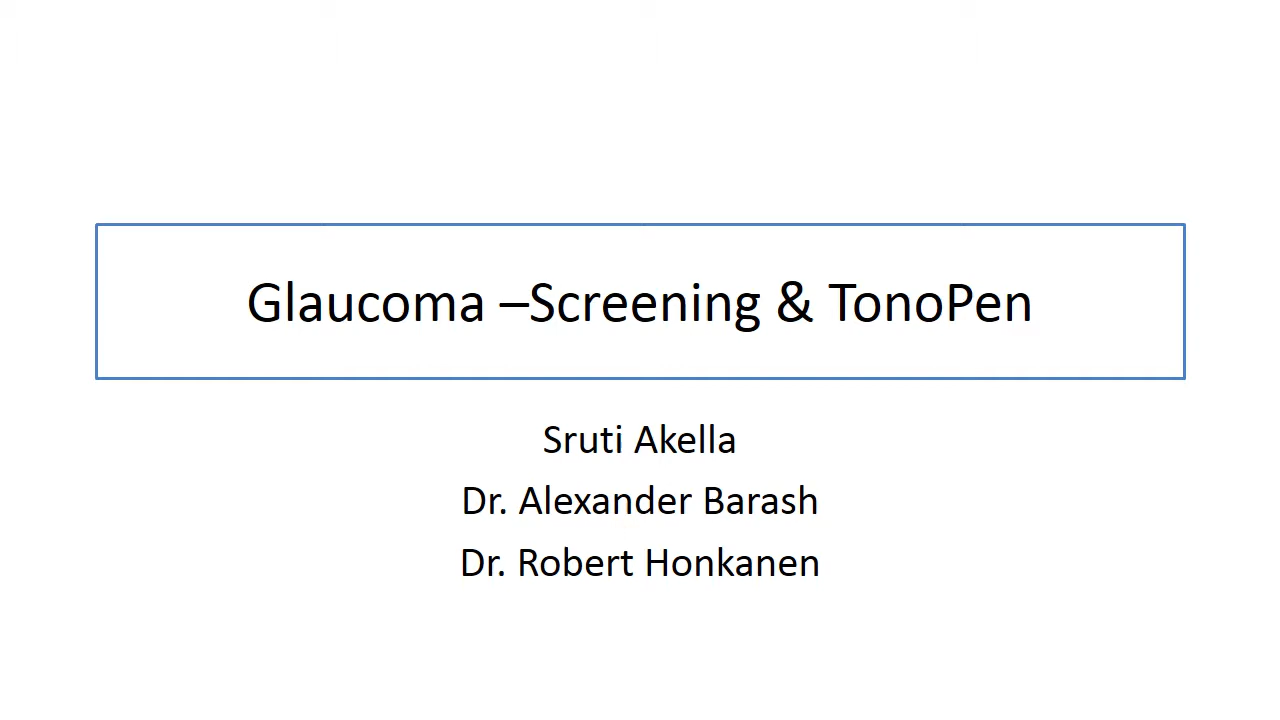 Glaucoma –Screening & TonoPen
Sruti Akella
Dr. Alexander Barash
Dr. Robert Honkanen